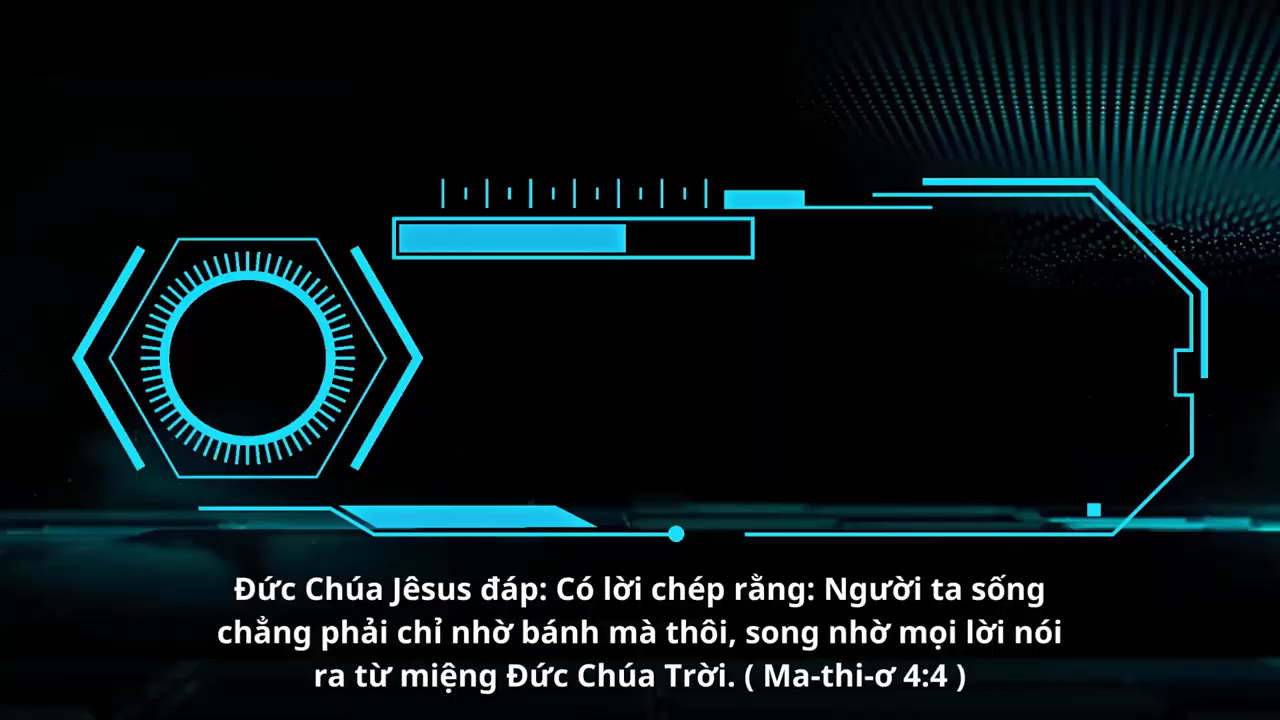 Đức Chúa Jêsus đáp: Có lời chép rằng: Người ta sống
chẳng phải chỉ nhờ bánh mà thôi, song nhờ mọi lời nói
ra từ miệng Đức Chúa Trời. ( Ma-thi-ơ 4:4 )